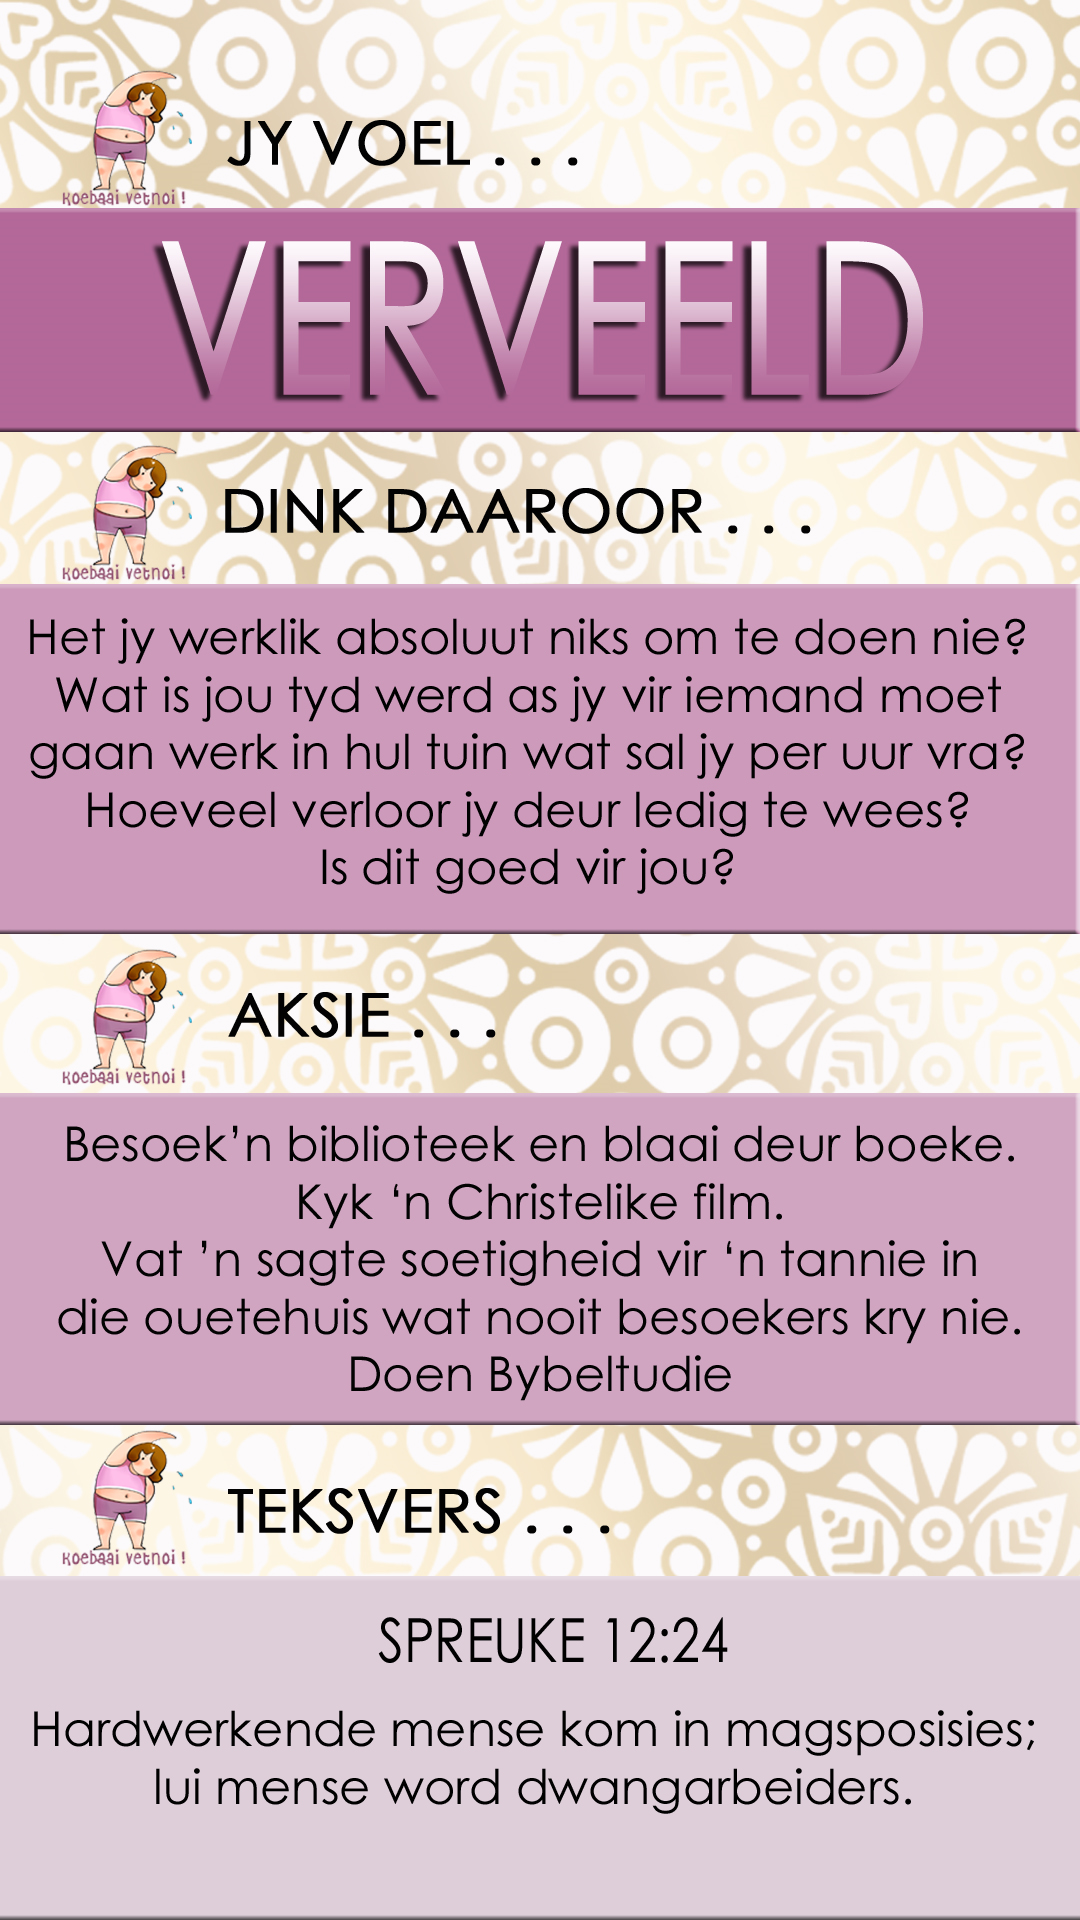 JY VOEL . . .
koebaai vetnoi !
VERVEELD
DINK DAAROOR . . .
koebaai vetnoi !
Het jy werklik absoluut niks om te doen nie?
Wat is jou tyd werd as jy vir iemand moet
gaan werk in hul tuin wat sal jy per uur vra?
Hoeveel verloor jy deur ledig te wees?
Is dit goed vir jou?
AKSIE . . .
koebaai vetnoi !
Besoek’n biblioteek en blaai deur boeke.
Kyk ‘n Christelike film.
Vat ’n sagte soetigheid vir ‘n tannie in
die ouetehuis wat nooit besoekers kry nie.
Doen Bybeltudie
TEKSVERS . . .
koebaai vetnoi !
SPREUKE 12:24
Hardwerkende mense kom in magsposisies;
lui mense word dwangarbeiders.